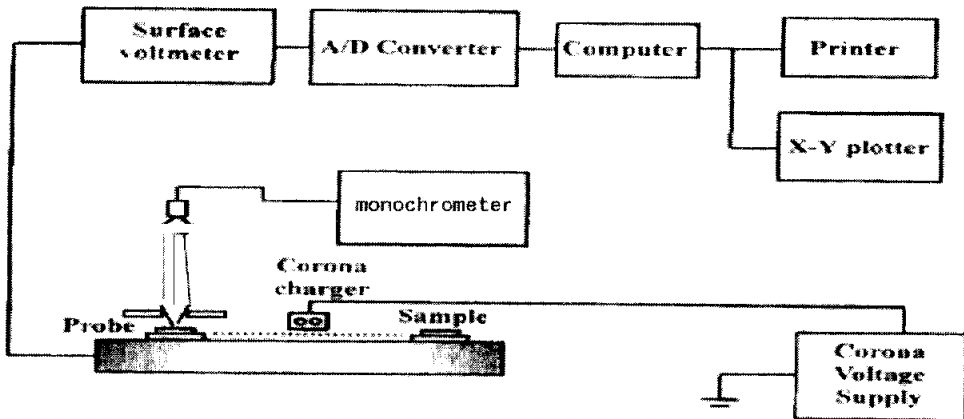 Surface
voltmeter
A/D Converter
Computer
Printer
X-Y plotter
monochrometer
Corona
charger
Probe
Sample
Corona
Voltage
Supply